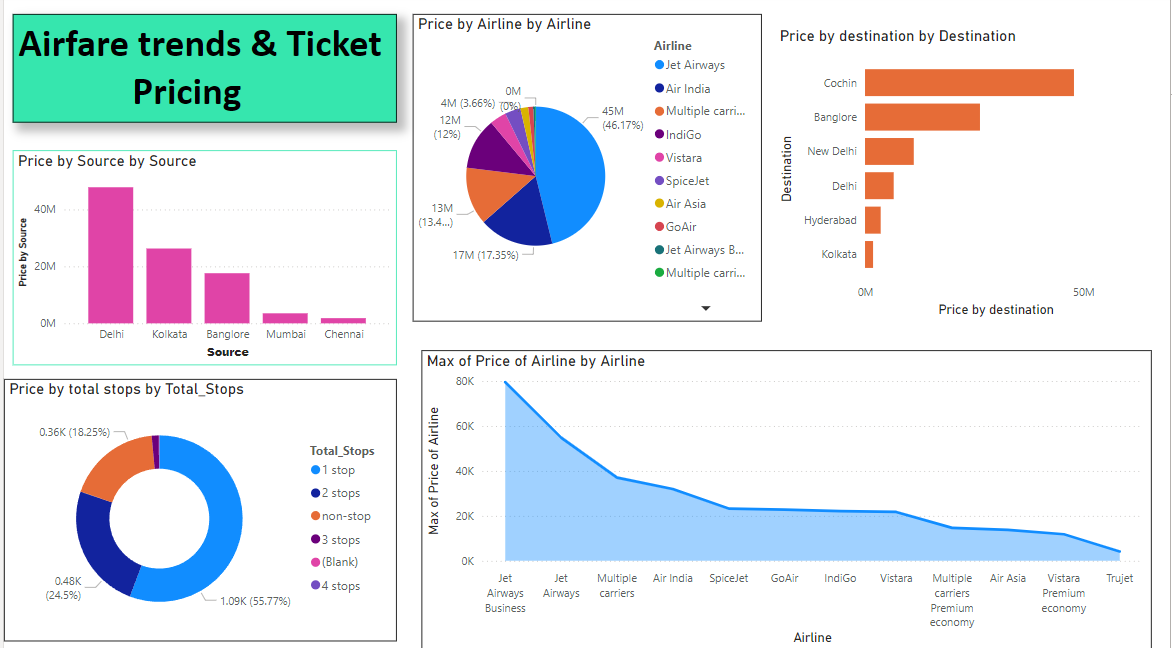 Airfare trends & Ticket
Pricing
Price by Source by Source
Price by Source
40M
20M
0M
Delhi
Kolkata
Banglore
Mumbai
Chennai
Source
Price by total stops by Total_Stops
0.36K (18.25%)
0.48K
(24.5%)
1.09K (55.77%)
Total_Stops
1 stop
2 stops
non-stop
3 stops
(Blank)
4 stops
Price by Airline by Airline
0M
(0%)
4M (3.66%)
12M
(12%)
13M
(13.4...)
17M (17.35%)
45M
(46.17%)
Airline
Jet Airways
Air India
Multiple carri...
IndiGo
Vistara
SpiceJet
Air Asia
GoAir
Jet Airways B...
Multiple carri...
Price by destination by Destination
Destination
Cochin
Banglore
New Delhi
Delhi
Hyderabad
Kolkata
0M
50M
Price by destination
Max of Price of Airline by Airline
Max of Price of Airline
80K
60K
40K
20K
0K
Jet
Airways
Business
Jet
Airways
Multiple
carriers
Air India
SpiceJet
GoAir
IndiGo
Vistara
Multiple
carriers
Premium
economy
Air Asia
Vistara
Premium
economy
Trujet
Airline